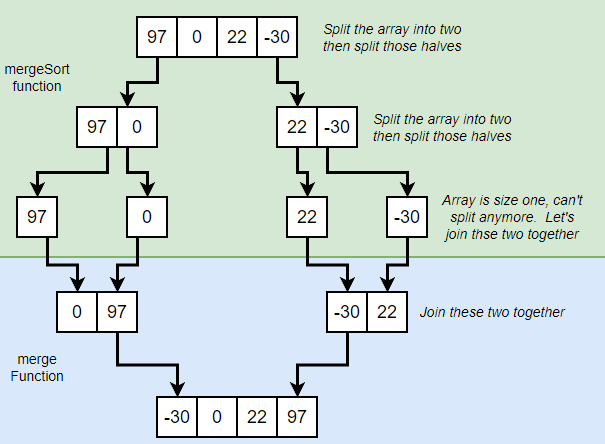 97 0 22 -30
Split the array into two
then split those halves
mergeSort
function
97 0
22 -30
Split the array into two
then split those halves
97
0
22
-30
Array is size one, can't
split anymore. Let's
join thse two together
0 97
-30 22
Join these two together
merge
Function
-30 0 22 97